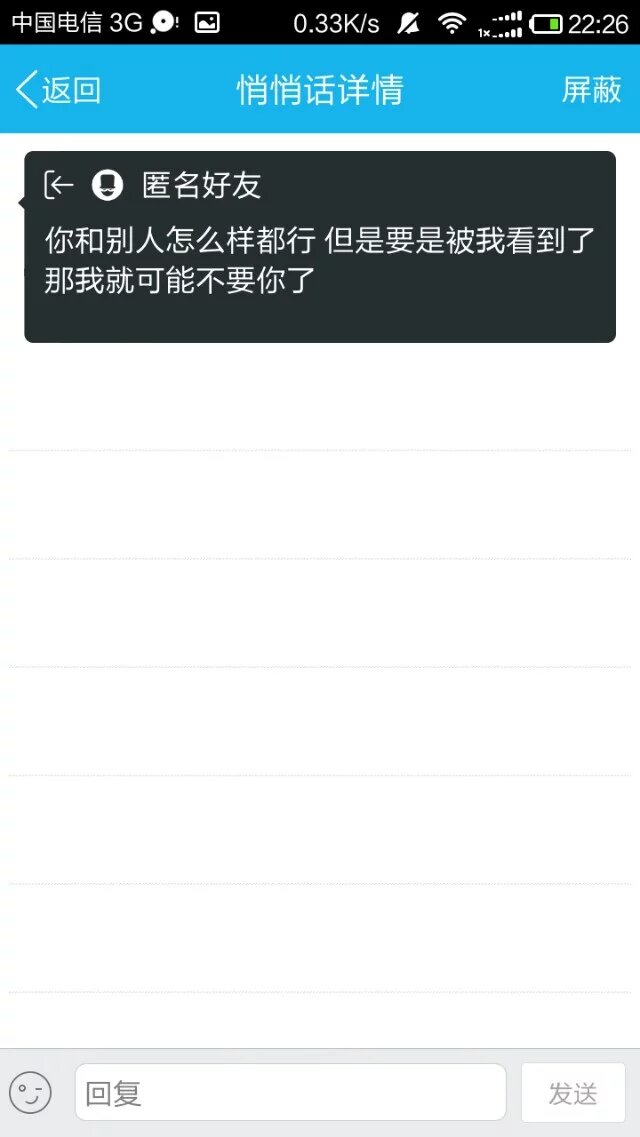 中国电信 3G 0.33K/s 1x 22:26
返回 悄悄话详情 屏蔽
匿名好友
你和别人怎么样都行 但是要是被我看到了
那我就可能不要你了
回复 发送